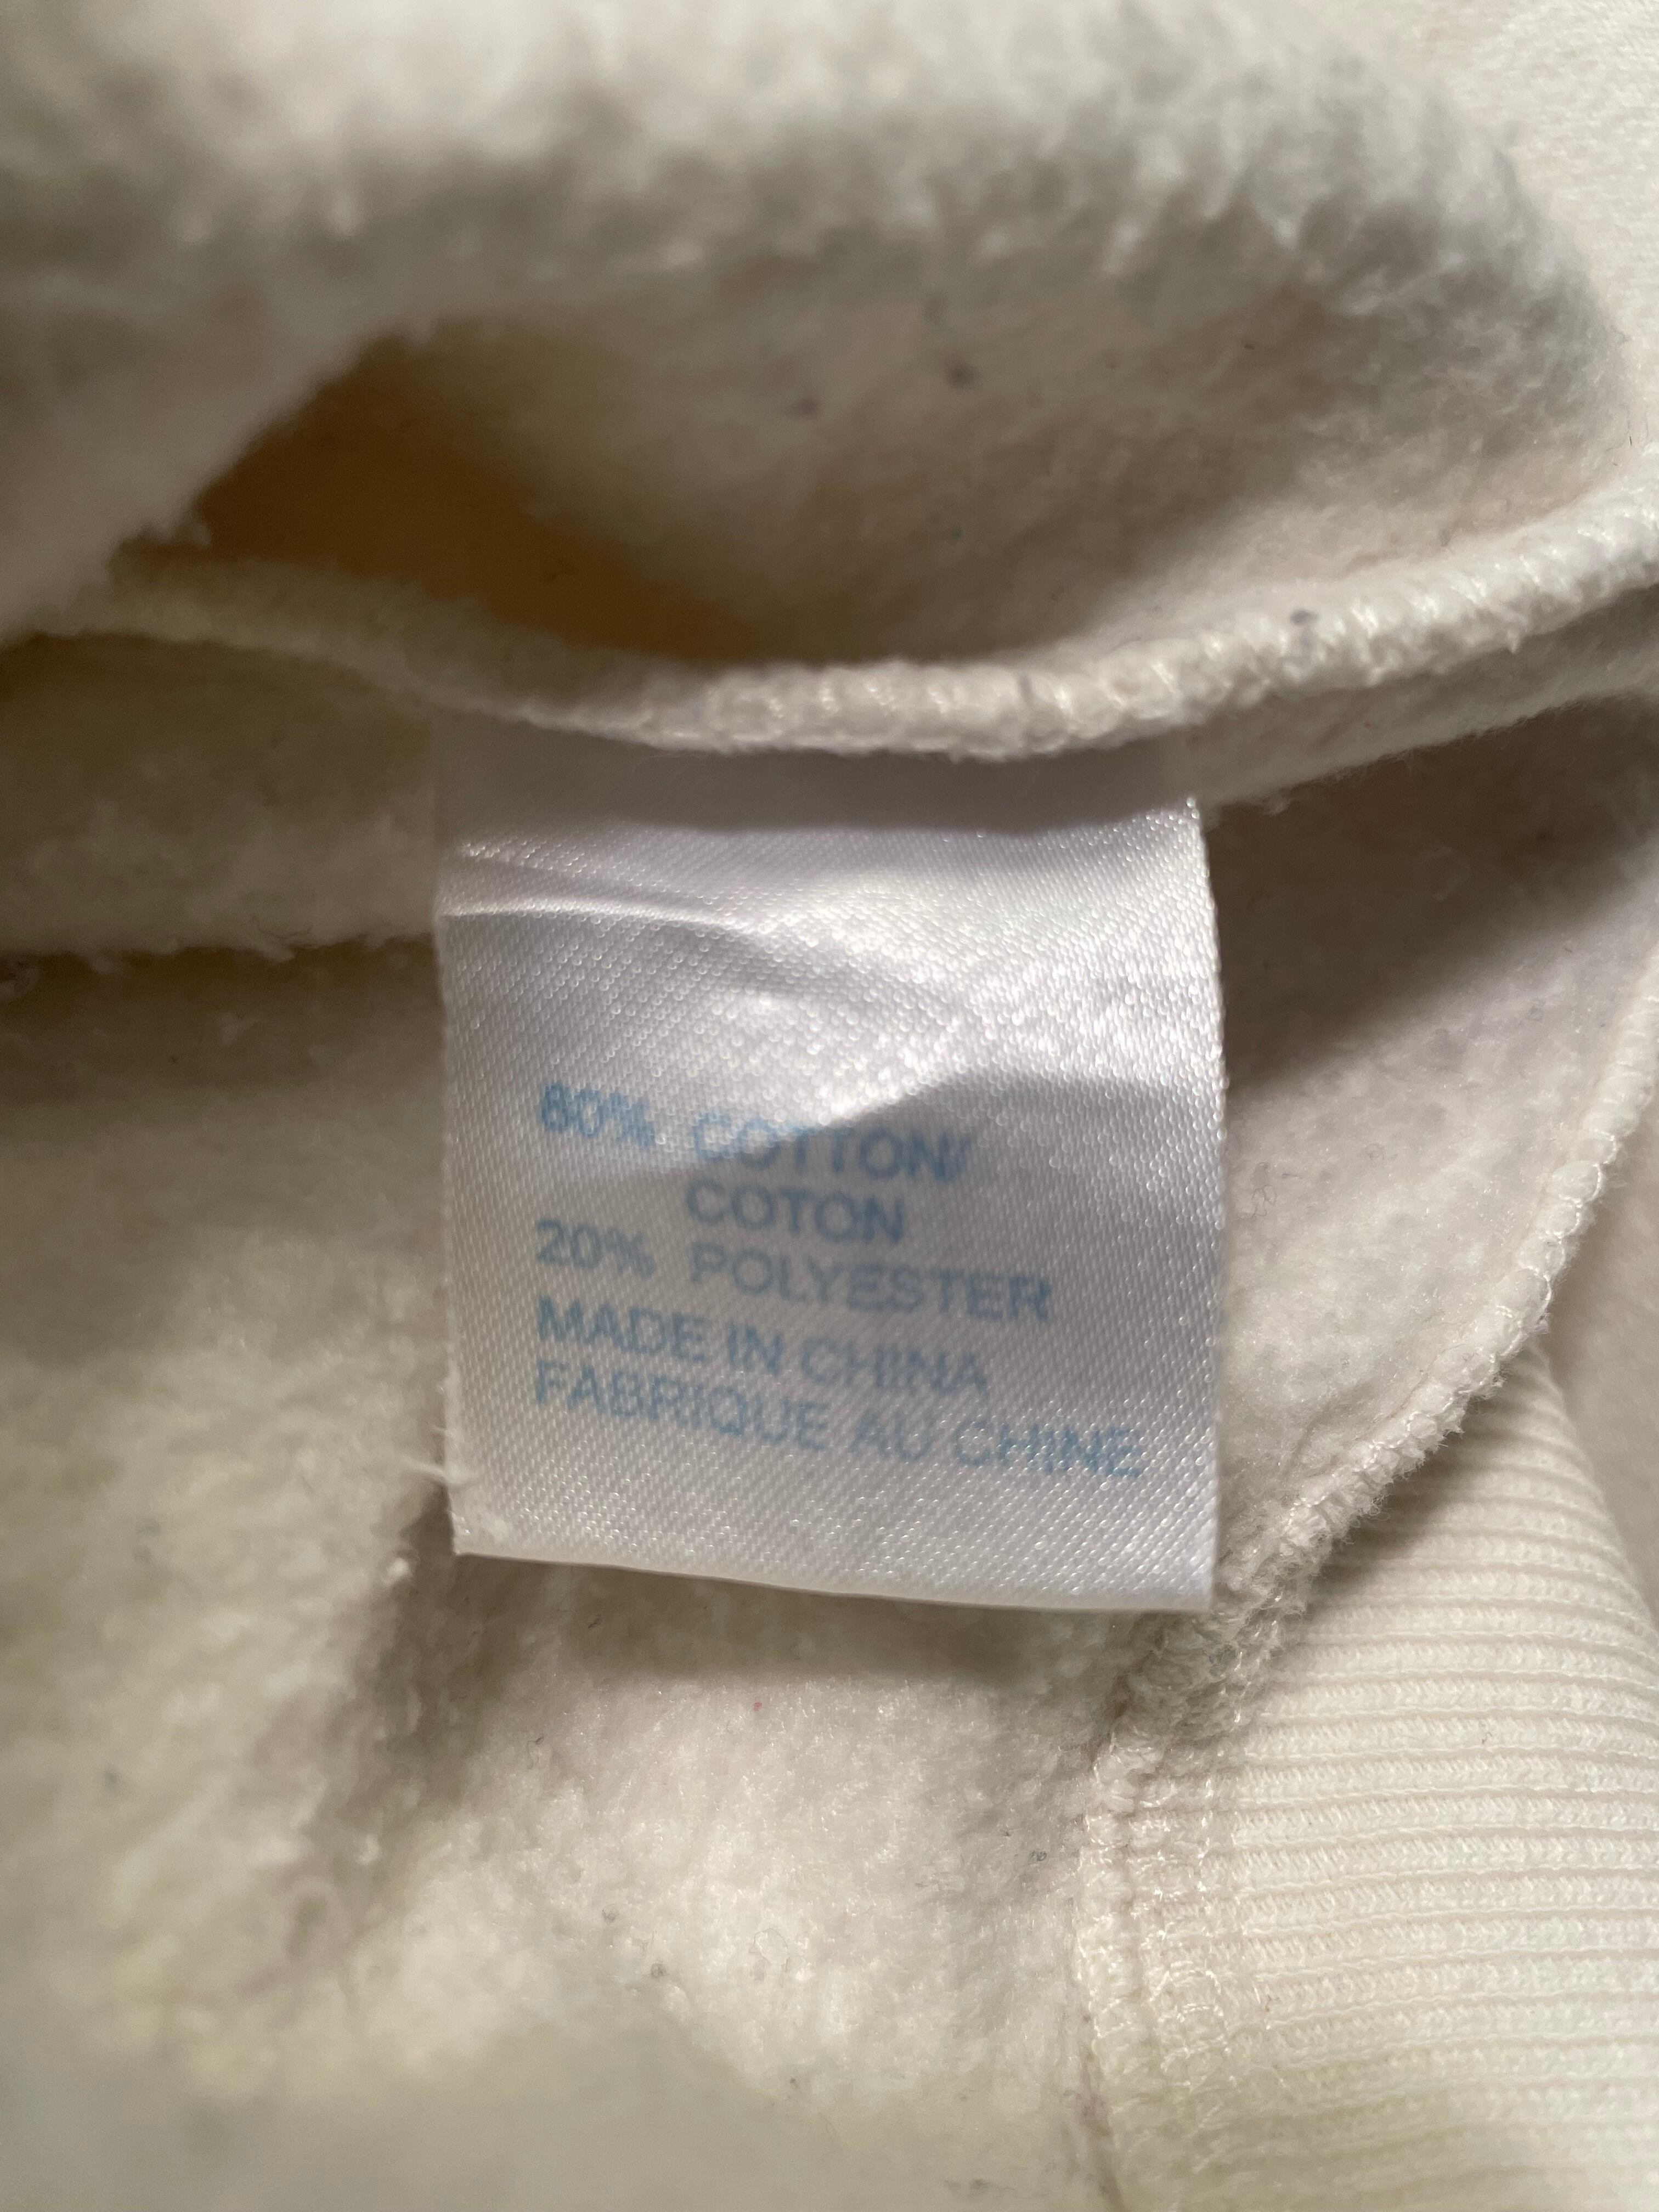 80% COTTON/
COTON
20% POLYESTER
MADE IN CHINA
FABRIQUE AU CHINE